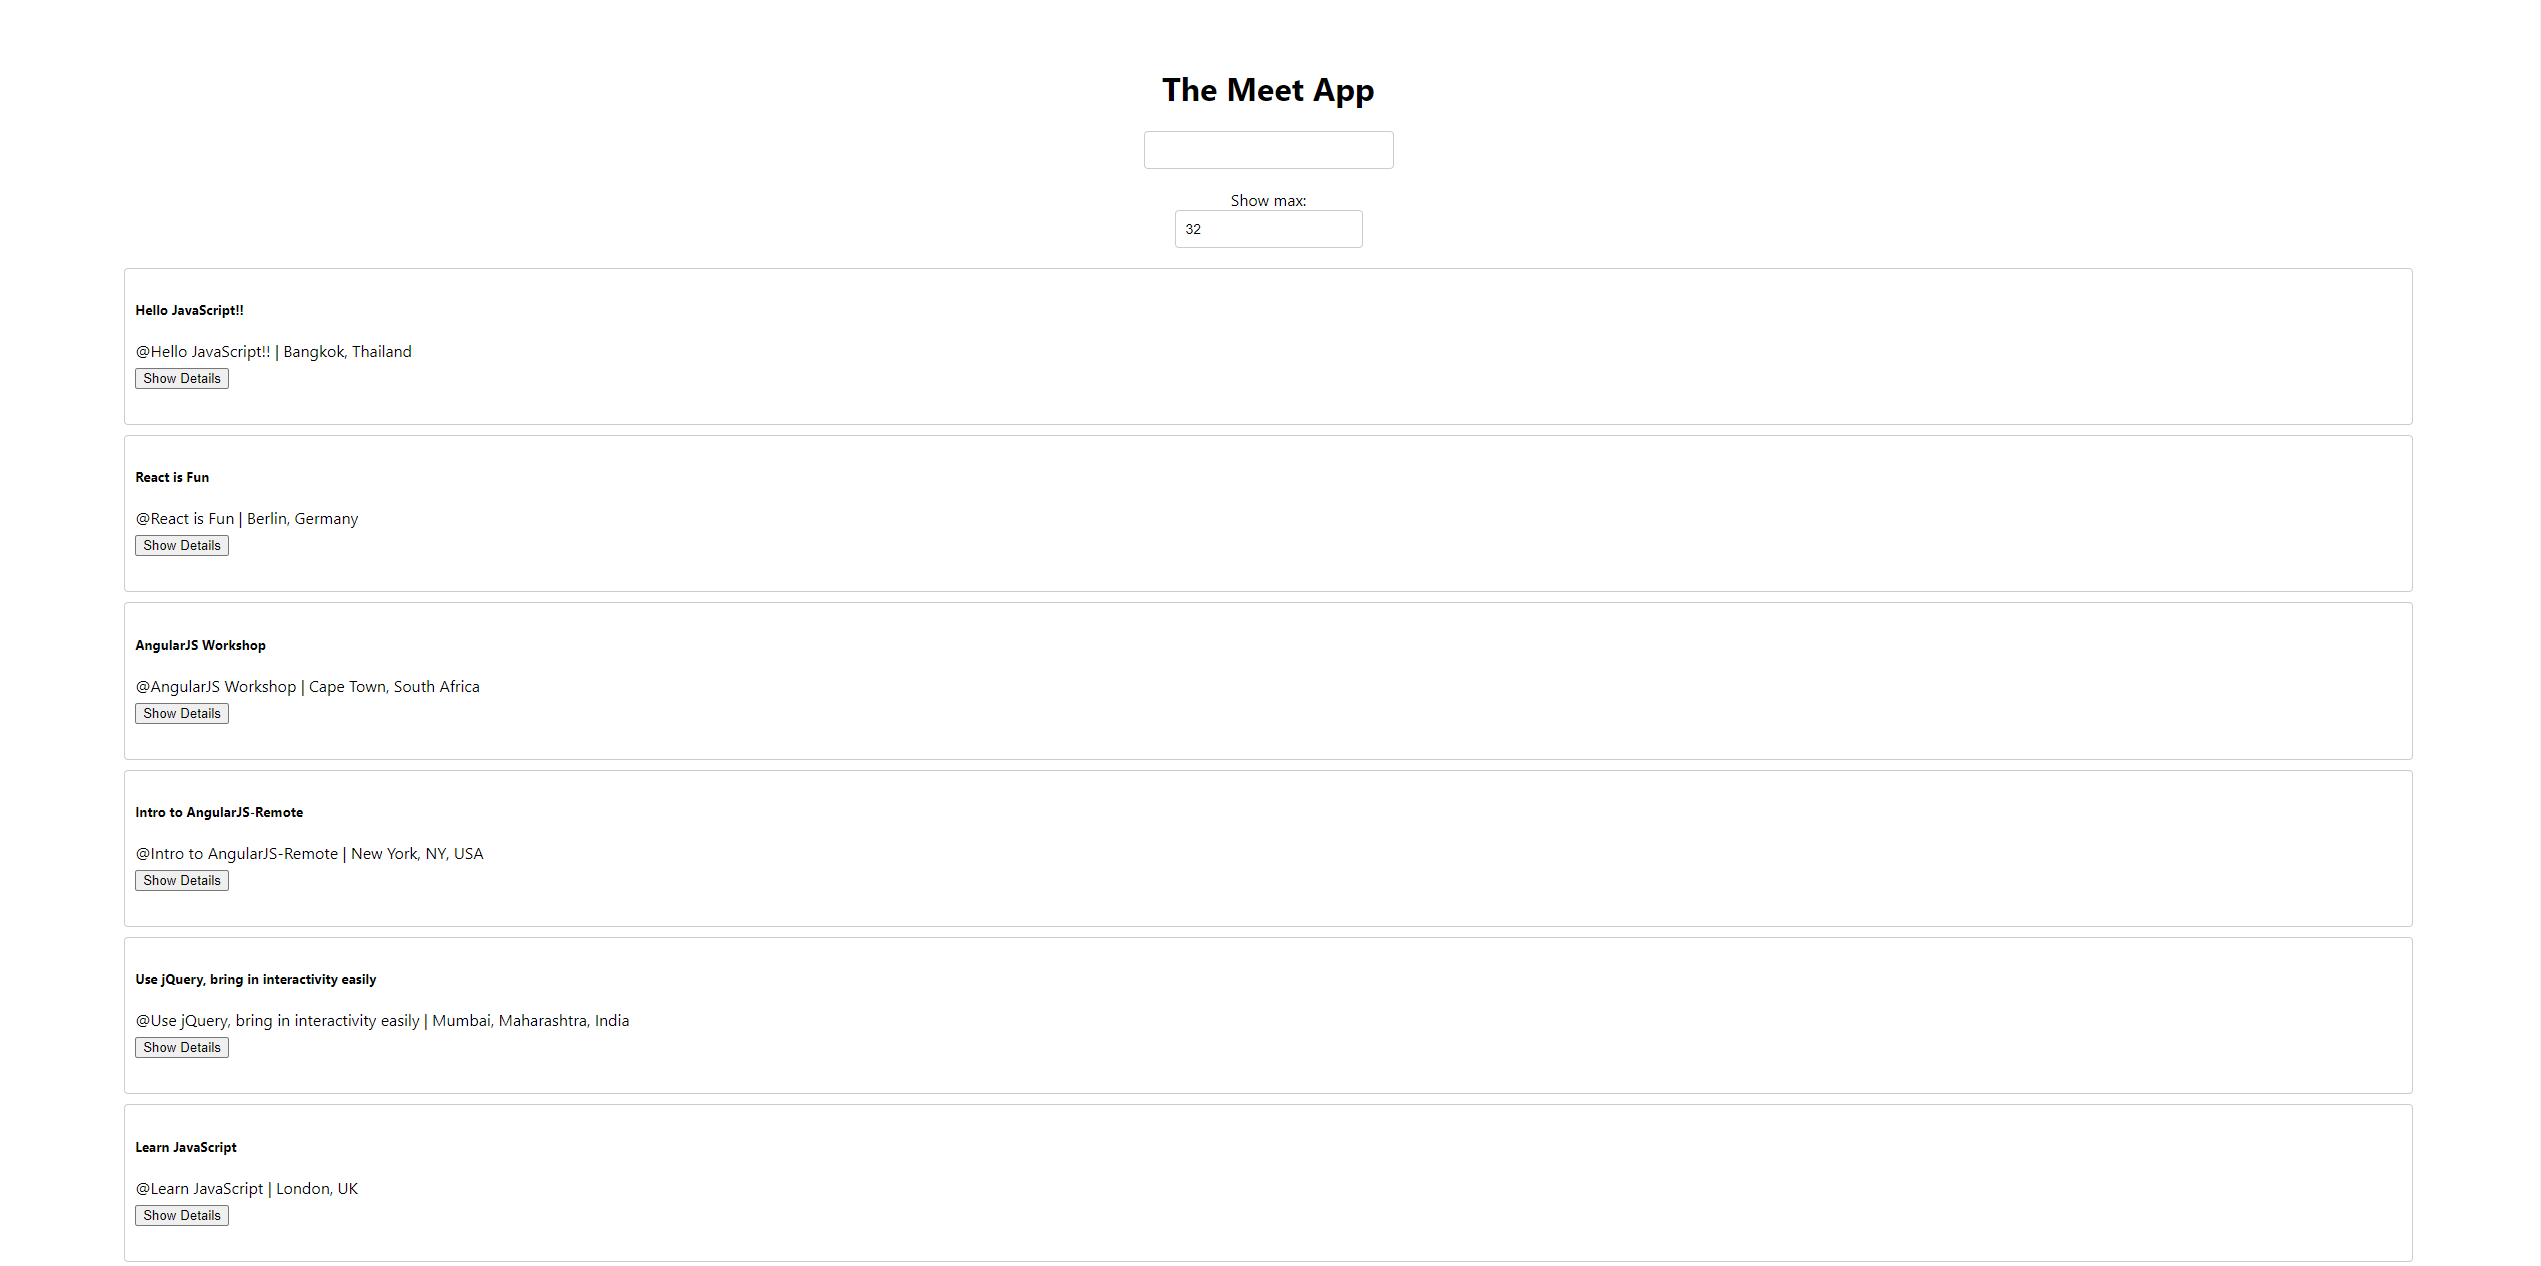 The Meet App
Show max:
32
Hello JavaScript!!
@Hello JavaScript!! | Bangkok, Thailand
Show Details
React is Fun
@React is Fun | Berlin, Germany
Show Details
AngularJS Workshop
@AngularJS Workshop | Cape Town, South Africa
Show Details
Intro to AngularJS-Remote
@Intro to AngularJS-Remote | New York, NY, USA
Show Details
Use jQuery, bring in interactivity easily
@Use jQuery, bring in interactivity easily | Mumbai, Maharashtra, India
Show Details
Learn JavaScript
@Learn JavaScript | London, UK
Show Details